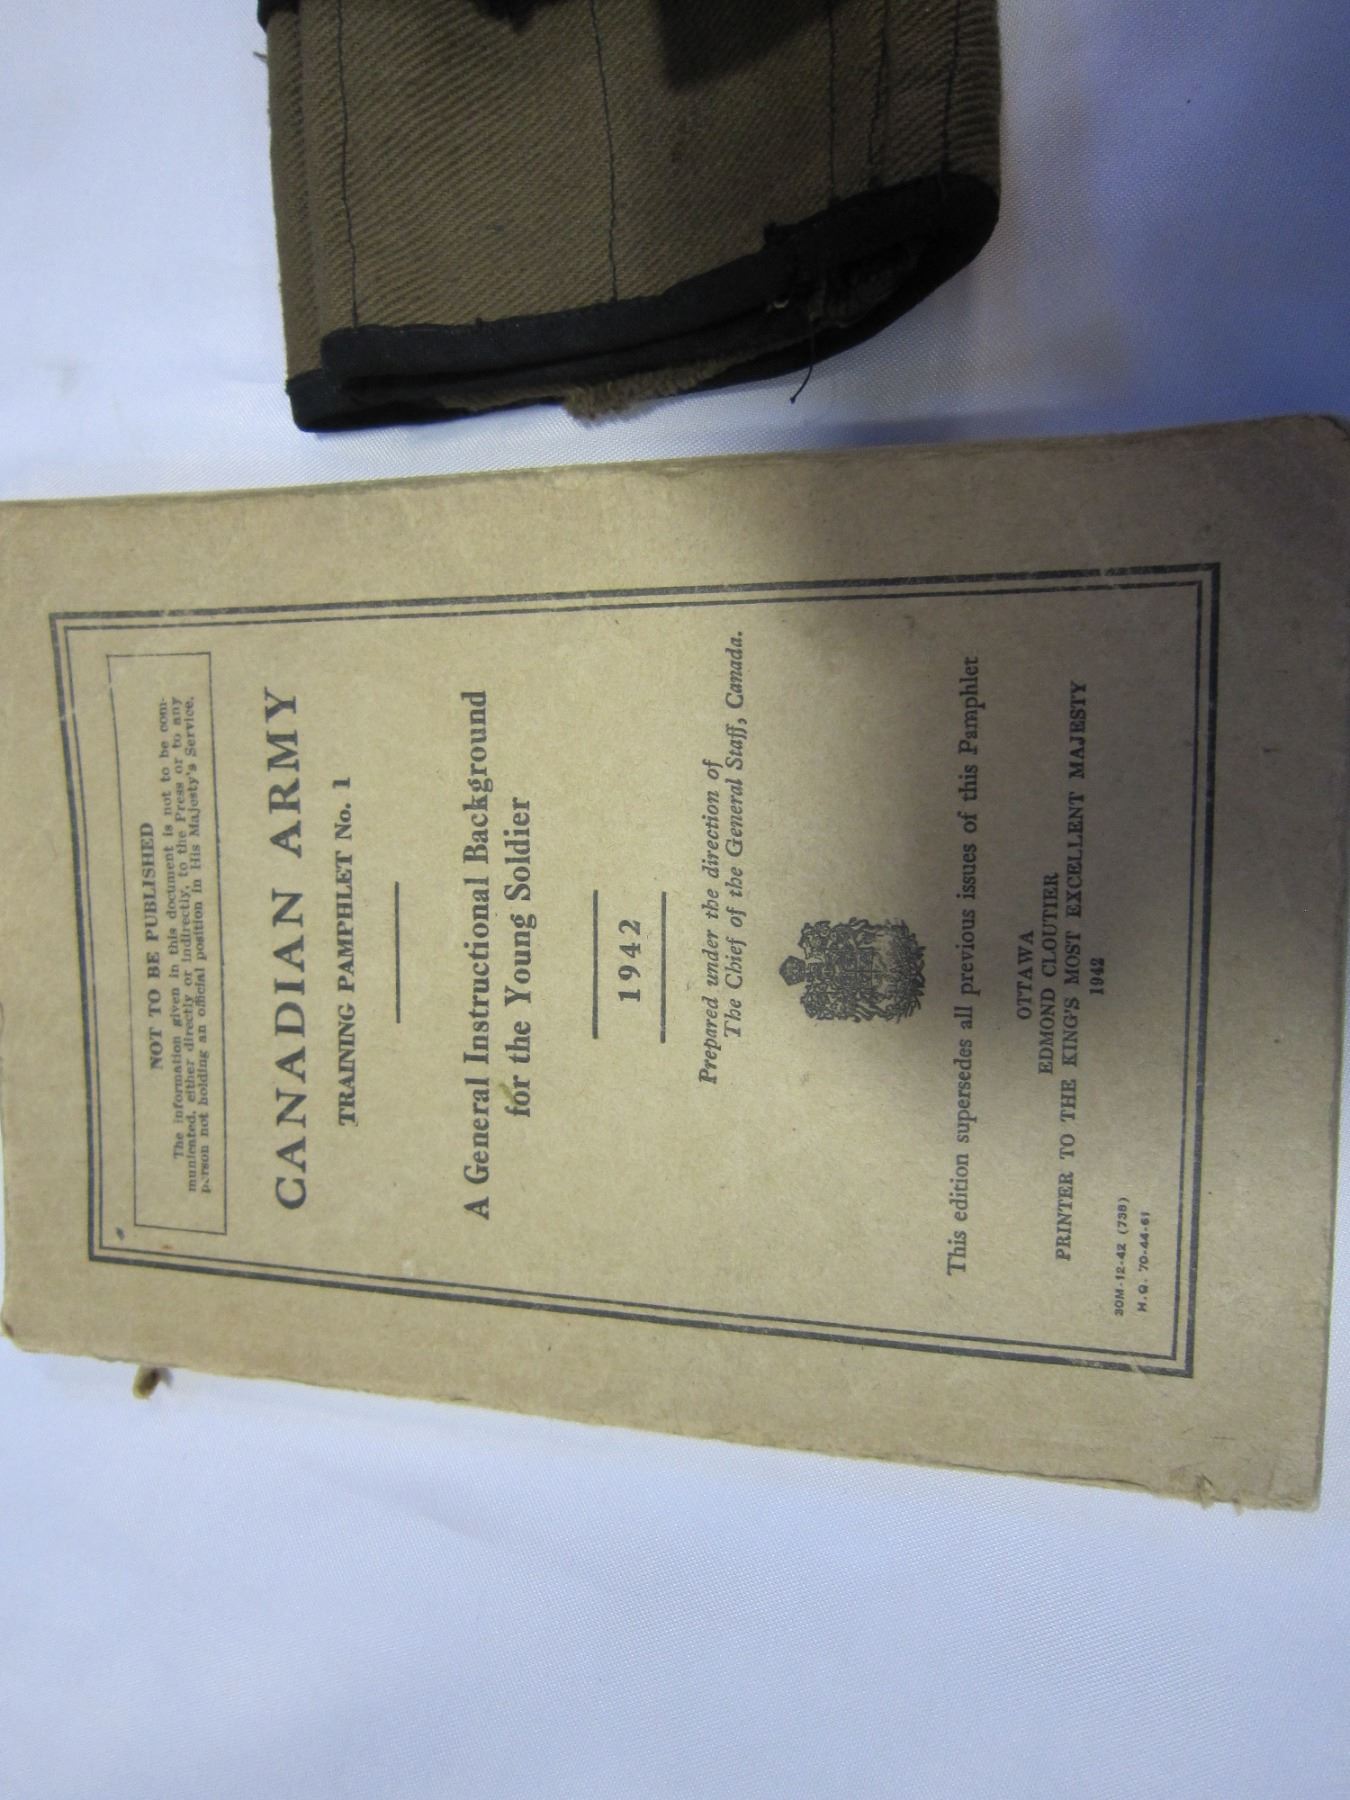 NOT TO BE PUBLISHED
The information given in this document is not to be com-
municated, either directly or indirectly, to the Press or to any
person not holding an official position in His Majesty's Service.
CANADIAN ARMY
TRAINING PAMPHLET No. 1
A General Instructional Background
for the Young Soldier
1942
Prepared under the direction of
The Chief of the General Staff, Canada.
This edition supersedes all previous issues of this Pamphlet
OTTAWA
EDMOND CLOUTIER
PRINTER TO THE KING'S MOST EXCELLENT MAJESTY
1942
30M-12-42 (738)
H.Q. 70-44-61